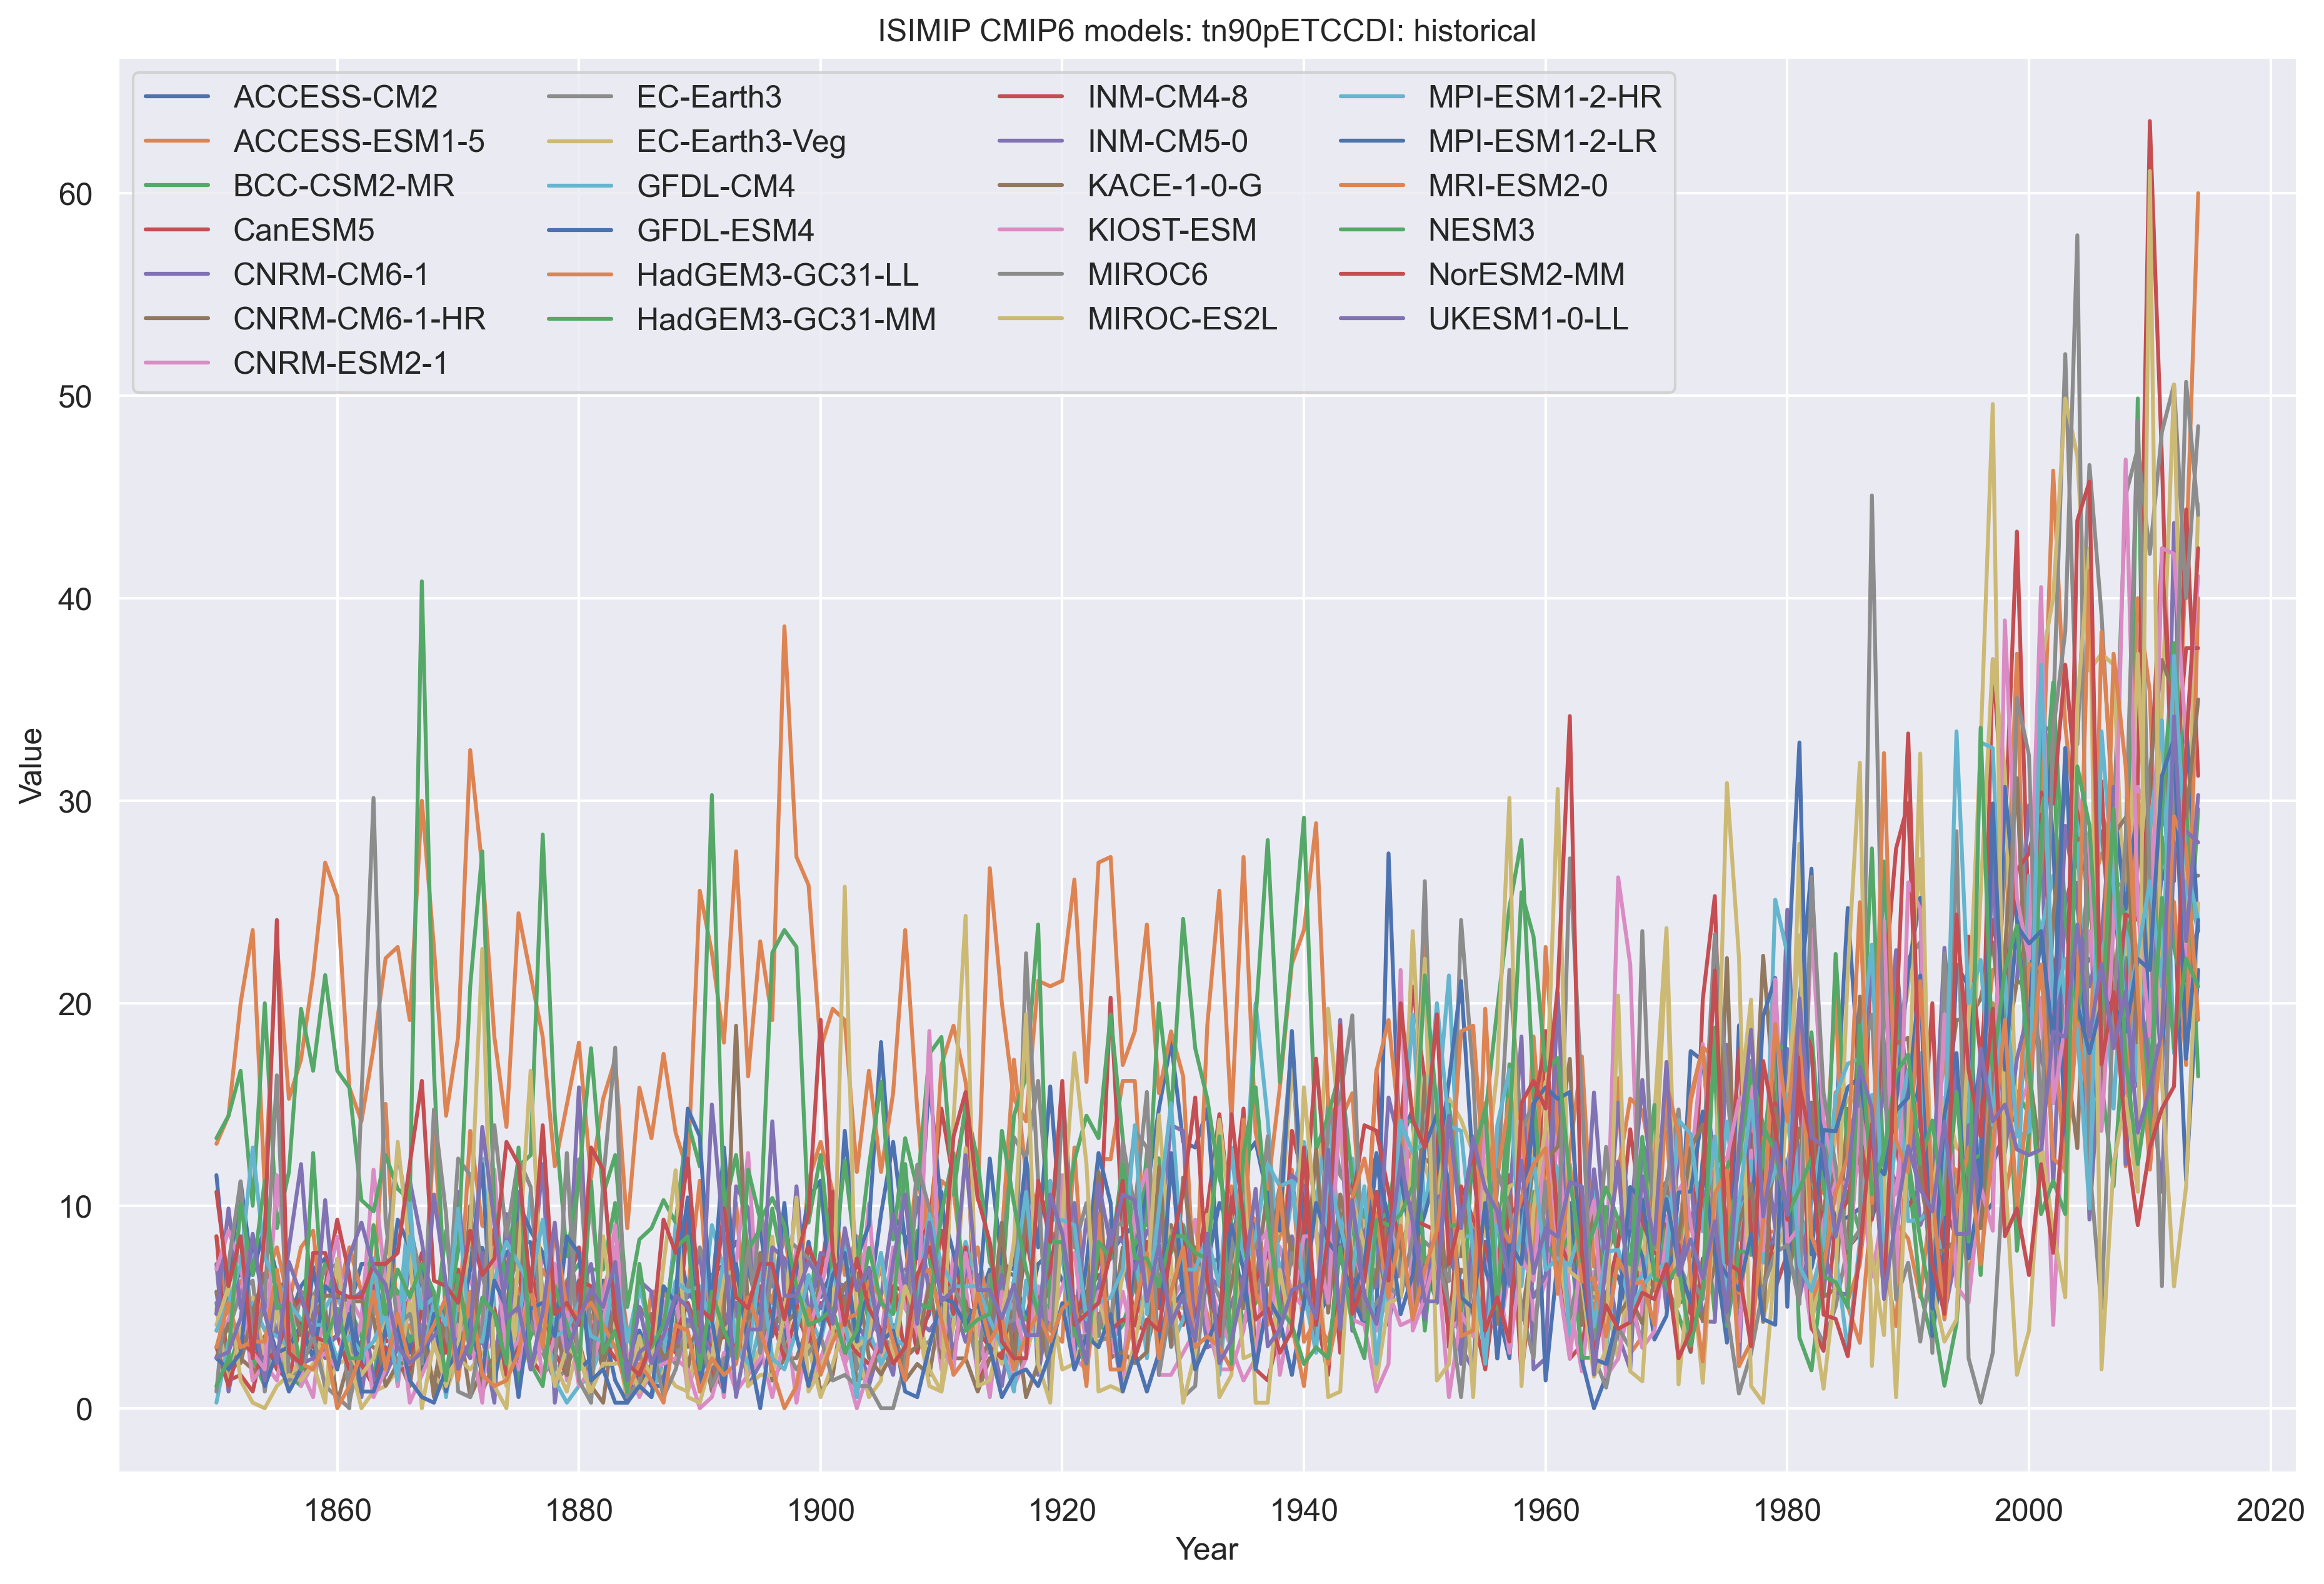 ISIMIP CMIP6 models: tn90pETCCDI: historical
ACCESS-CM2
ACCESS-ESM1-5
BCC-CSM2-MR
CanESM5
CNRM-CM6-1
CNRM-CM6-1-HR
CNRM-ESM2-1
EC-Earth3
EC-Earth3-Veg
GFDL-CM4
GFDL-ESM4
HadGEM3-GC31-LL
HadGEM3-GC31-MM
INM-CM4-8
INM-CM5-0
KACE-1-0-G
KIOST-ESM
MIROC6
MIROC-ES2L
MPI-ESM1-2-HR
MPI-ESM1-2-LR
MRI-ESM2-0
NESM3
NorESM2-MM
UKESM1-0-LL
Value
60
50
40
30
20
10
0
1860 1880 1900 1920 1940 1960 1980 2000 2020
Year